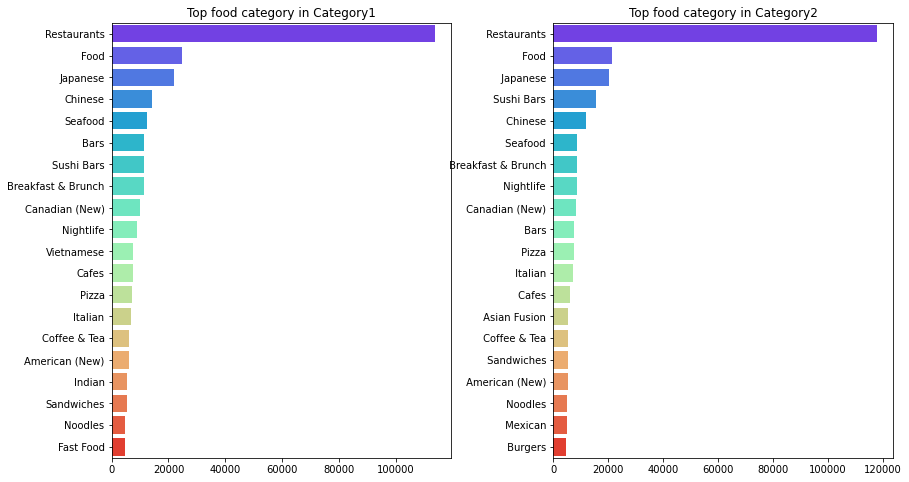 Top food category in Category1
Restaurants
Food
Japanese
Chinese
Seafood
Bars
Sushi Bars
Breakfast & Brunch
Canadian (New)
Nightlife
Vietnamese
Cafes
Pizza
Italian
Coffee & Tea
American (New)
Indian
Sandwiches
Noodles
Fast Food
0 20000 40000 60000 80000 100000
Top food category in Category2
Restaurants
Food
Japanese
Sushi Bars
Chinese
Seafood
Breakfast & Brunch
Nightlife
Canadian (New)
Bars
Pizza
Italian
Cafes
Asian Fusion
Coffee & Tea
Sandwiches
American (New)
Noodles
Mexican
Burgers
0 20000 40000 60000 80000 100000 120000